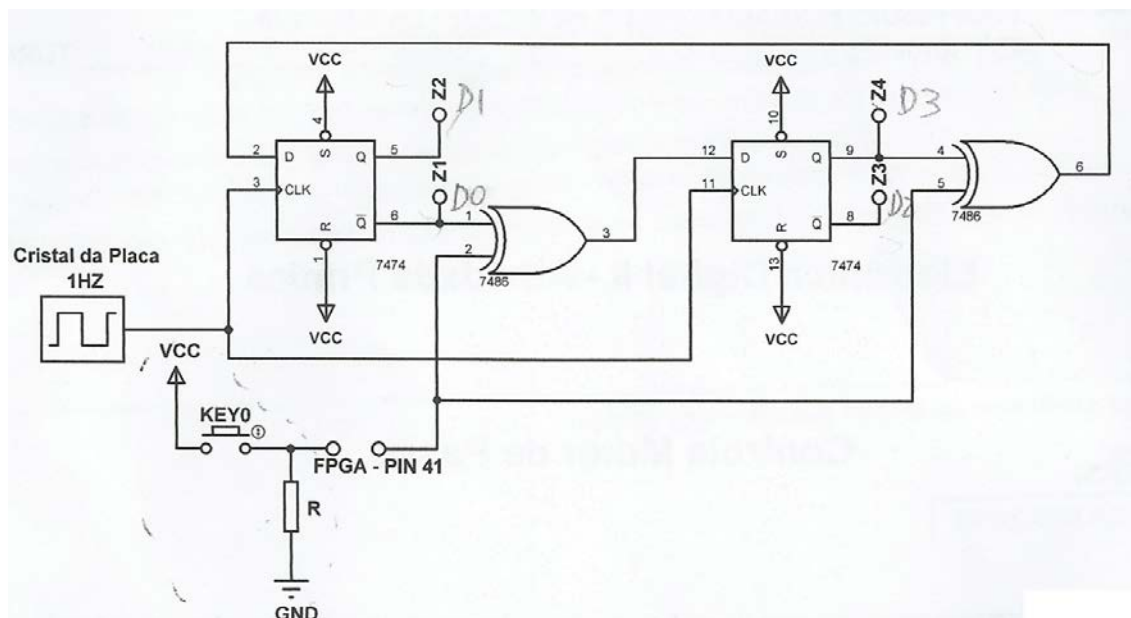 VCC
VCC
Z2
D1
Z4
D3
4
10
2
D
S
Q
5
12
D
S
Q
9
4
6
3
CLK
Z1
D0
11
CLK
Z3
D2
5
R
Q
6
1
3
R
Q
8
7486
2
1
7474
7486
13
7474
Cristal da Placa
1HZ
VCC
VCC
VCC
KEY0
FPGA - PIN 41
R
GND